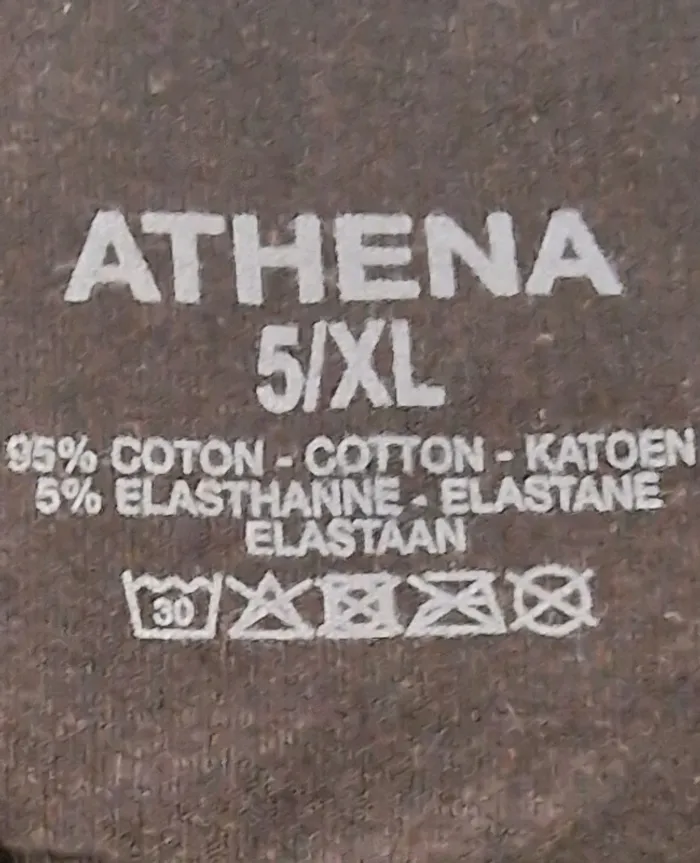 ATHENA
5/XL
95% COTON - COTTON - KATOEN
5% ELASTHANNE - ELASTANE
ELASTAAN
30